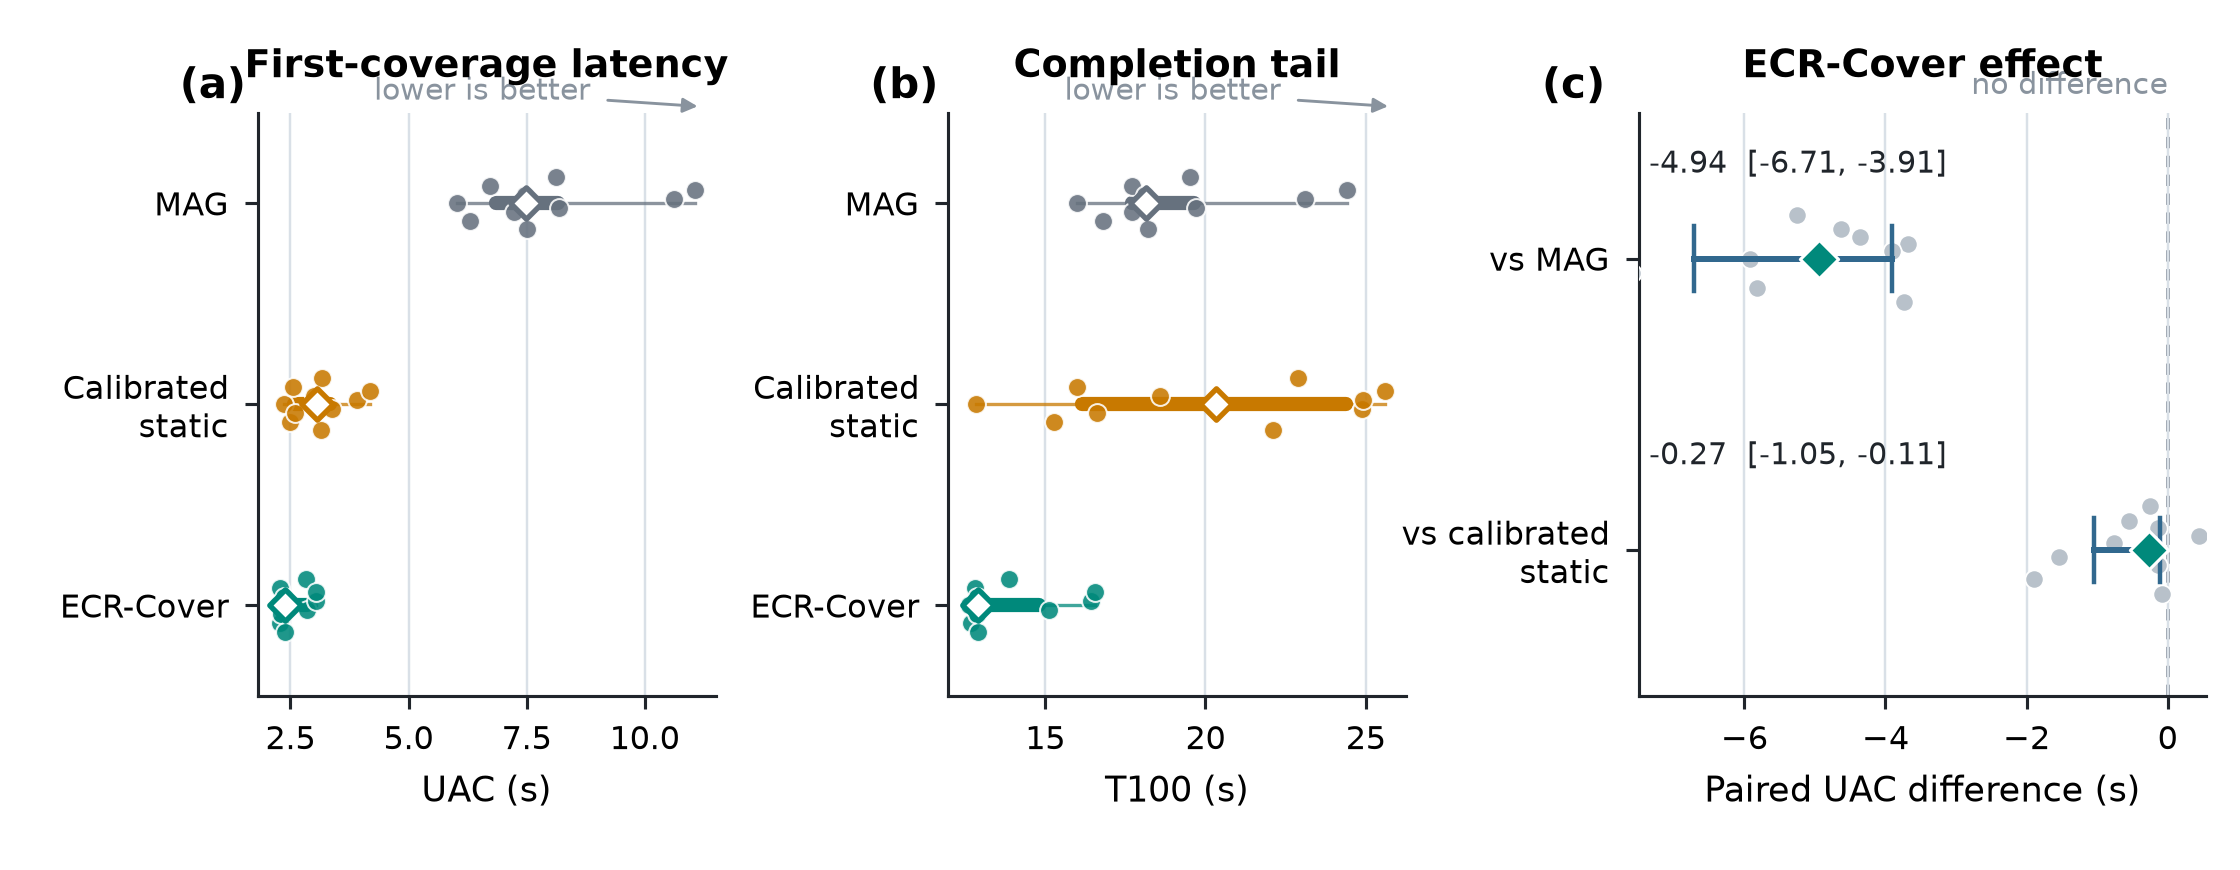 (a)
First-coverage latency
lower is better
MAG
Calibrated
static
ECR-Cover
2.5
5.0
7.5
10.0
UAC (s)
(b)
Completion tail
lower is better
MAG
Calibrated
static
ECR-Cover
15
20
25
T100 (s)
(c)
ECR-Cover effect
no difference
-4.94 [-6.71, -3.91]
vs MAG
-0.27 [-1.05, -0.11]
vs calibrated
static
−6
−4
−2
0
Paired UAC difference (s)